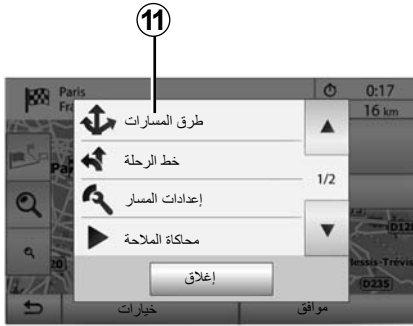 11
Paris
Fra
0:17
16 km
طرق المسارات
خط الرحلة
1/2
إعدادات المسار
محاكاة الملاحة
إغلاق
D235
خيارات
موافق